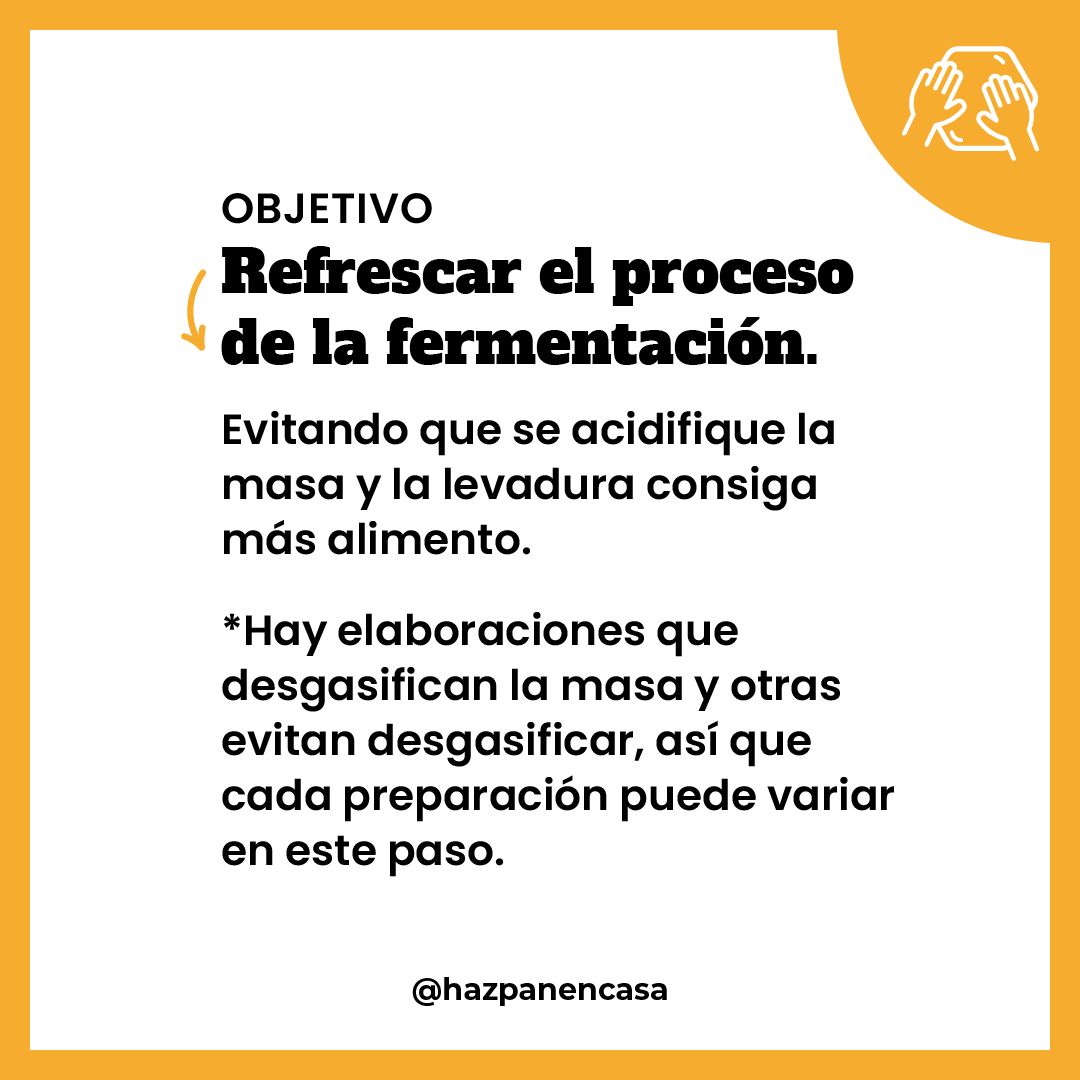 OBJETIVO
Refrescar el proceso
de la fermentación.
Evitando que se acidifique la
masa y la levadura consiga
más alimento.
*Hay elaboraciones que
desgasifican la masa y otras
evitan desgasificar, así que
cada preparación puede variar
en este paso.
@hazpanencasa